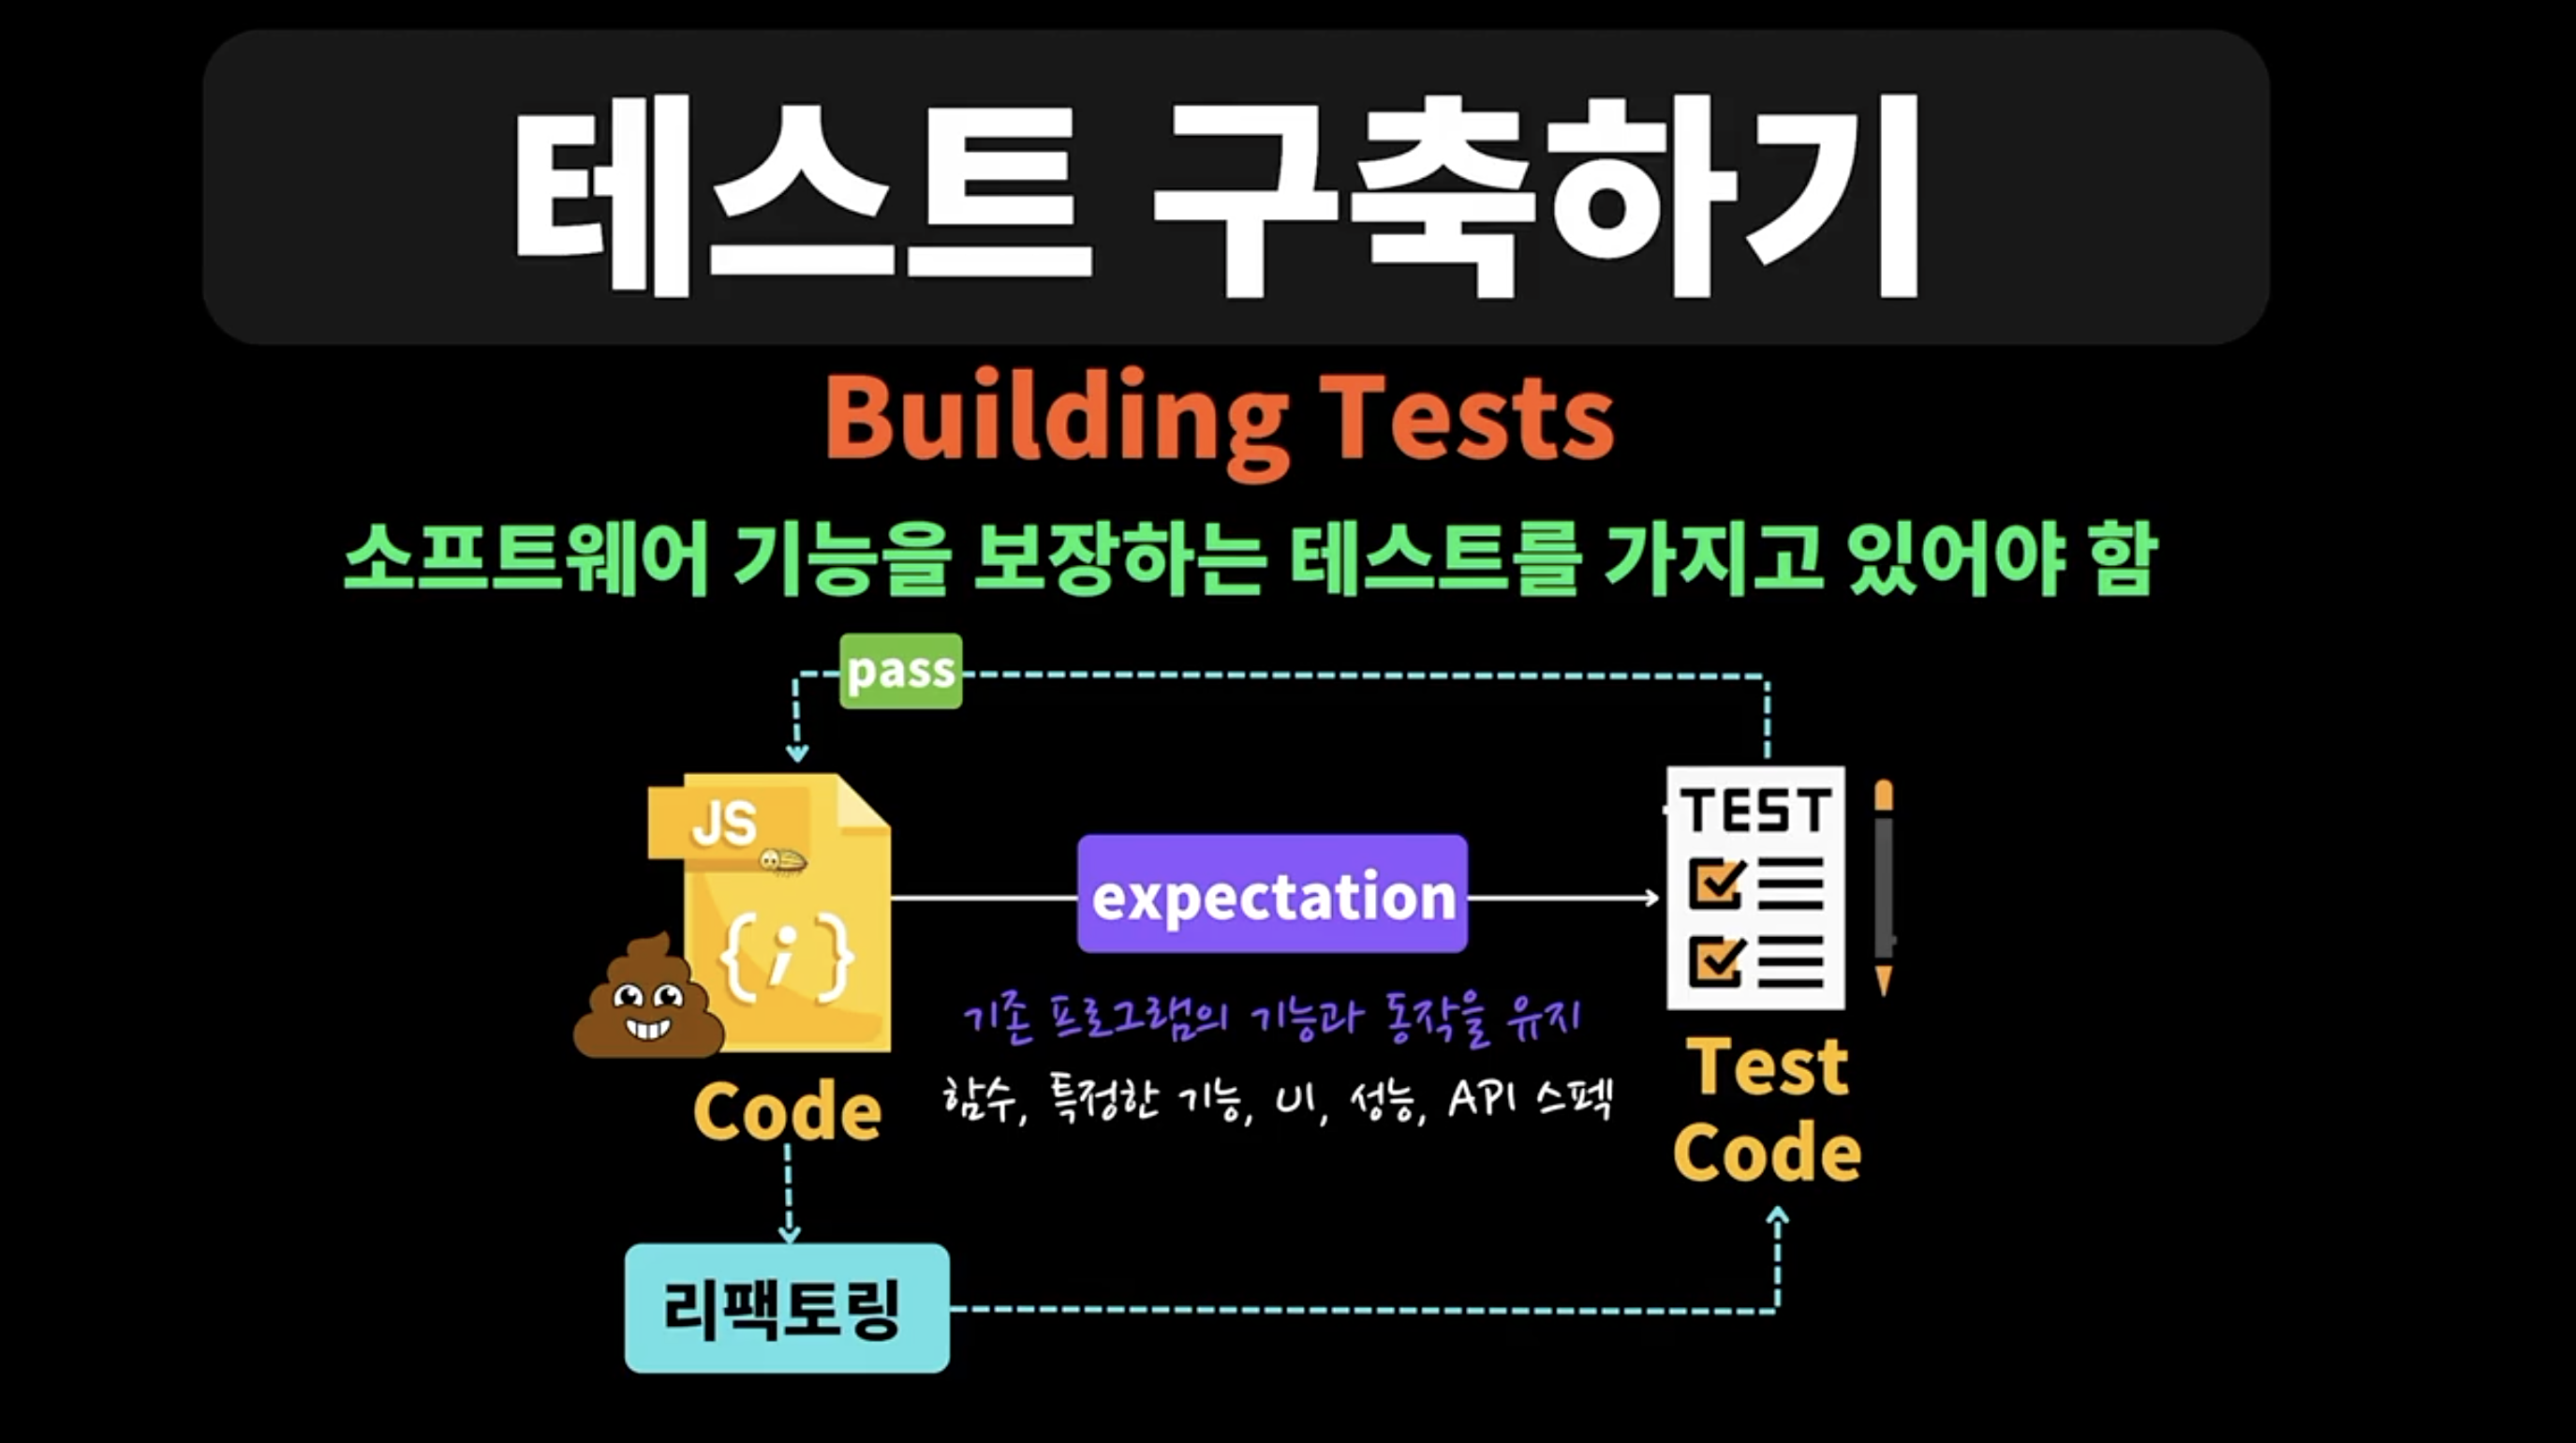 테스트 구축하기
Building Tests
소프트웨어 기능을 보장하는 테스트를 가지고 있어야 함
pass
JS
{;}
expectation
TEST
기존 프로그램의 기능과 동작을 유지
함수, 특정한 기능, UI, 성능, API 스펙
Code
Test
Code
리팩토링